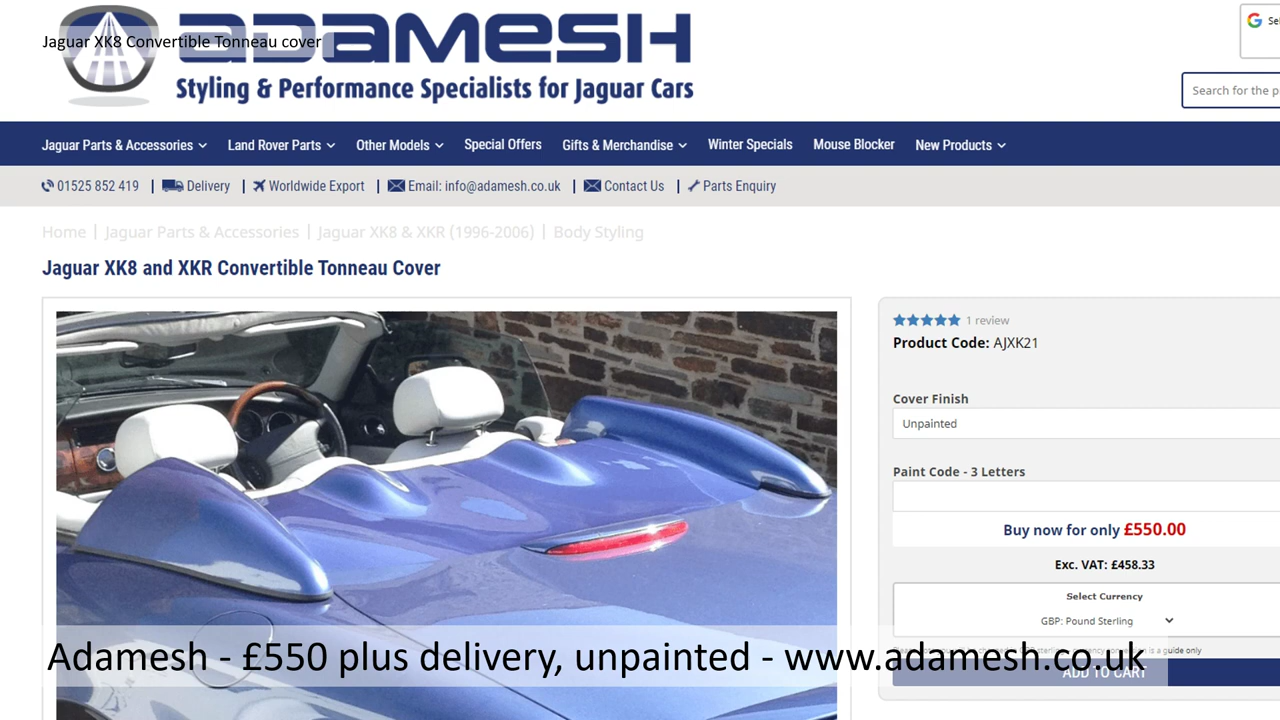 ADAMESH
Jaguar XK8 Convertible Tonneau cover
Styling & Performance Specialists for Jaguar Cars
Search for the p
Jaguar Parts & Accessories Land Rover Parts Other Models Special Offers Gifts & Merchandise Winter Specials Mouse Blocker New Products
01525 852 419 | Delivery | Worldwide Export | Email: info@adamesh.co.uk | Contact Us | Parts Enquiry
Home | Jaguar Parts & Accessories | Jaguar XK8 & XKR (1996-2006) | Body Styling
Jaguar XK8 and XKR Convertible Tonneau Cover
1 review
Product Code: AJXK21
Cover Finish
Unpainted
Paint Code - 3 Letters
Buy now for only £550.00
Exc. VAT: £458.33
Select Currency
GBP: Pound Sterling
guide only
Adamesh - £550 plus delivery, unpainted - www.adamesh.co.uk
ADD TO CART